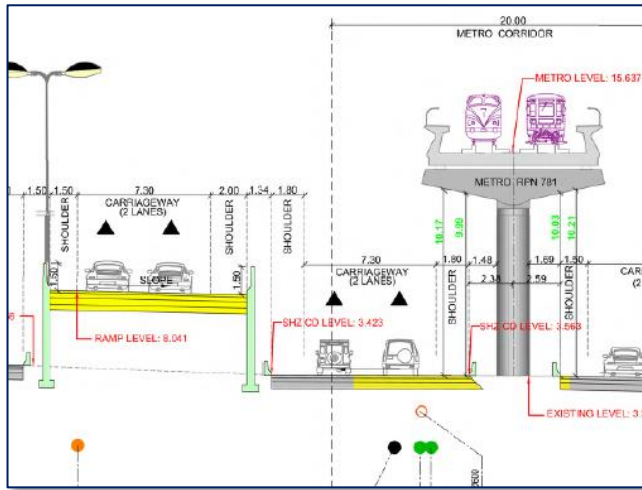 20.00
METRO CORRIDOR
METRO LEVEL: 15.637
METRO RPN 781
1.50
1.50
7.30
2.00
1.34
1.80
SHOULDER
CARRIAGEWAY
(2 LANES)
SHOULDER
SHOULDER
10.17
9.99
10.03
10.21
7.30
1.80
1.48
1.69
1.50
CARRIAGEWAY
(2 LANES)
SHOULDER
2.38
2.59
SHOULDER
1.50
SLOPE
1.50
RAMP LEVEL: 8.041
SHZ CD LEVEL: 3.423
SHZ CD LEVEL: 3.563
EXISTING LEVEL: 3.
2600